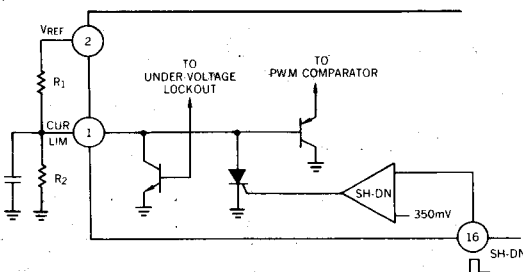 VREF
2
TO
UNDER-VOLTAGE
LOCKOUT
TO
PWM COMPARATOR
R1
CUR
LIM
1
R2
SH-DN
350mV
16
SH-DN